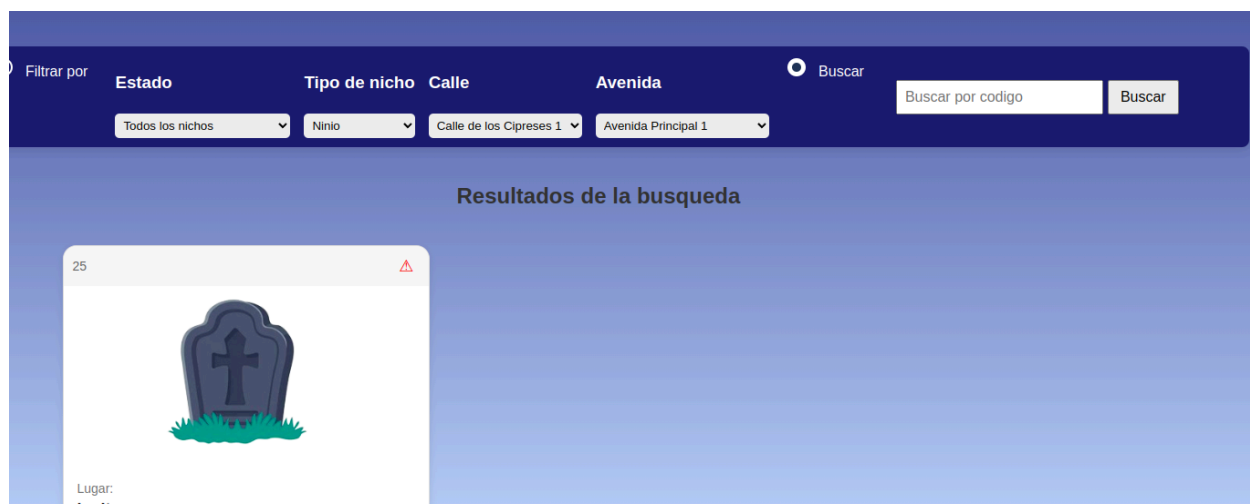 Filtrar por
Estado
Tipo de nicho
Calle
Avenida
Buscar
Todos los nichos
Ninio
Calle de los Cipreses 1
Avenida Principal 1
Buscar por codigo
Buscar
Resultados de la busqueda
25
Lugar: